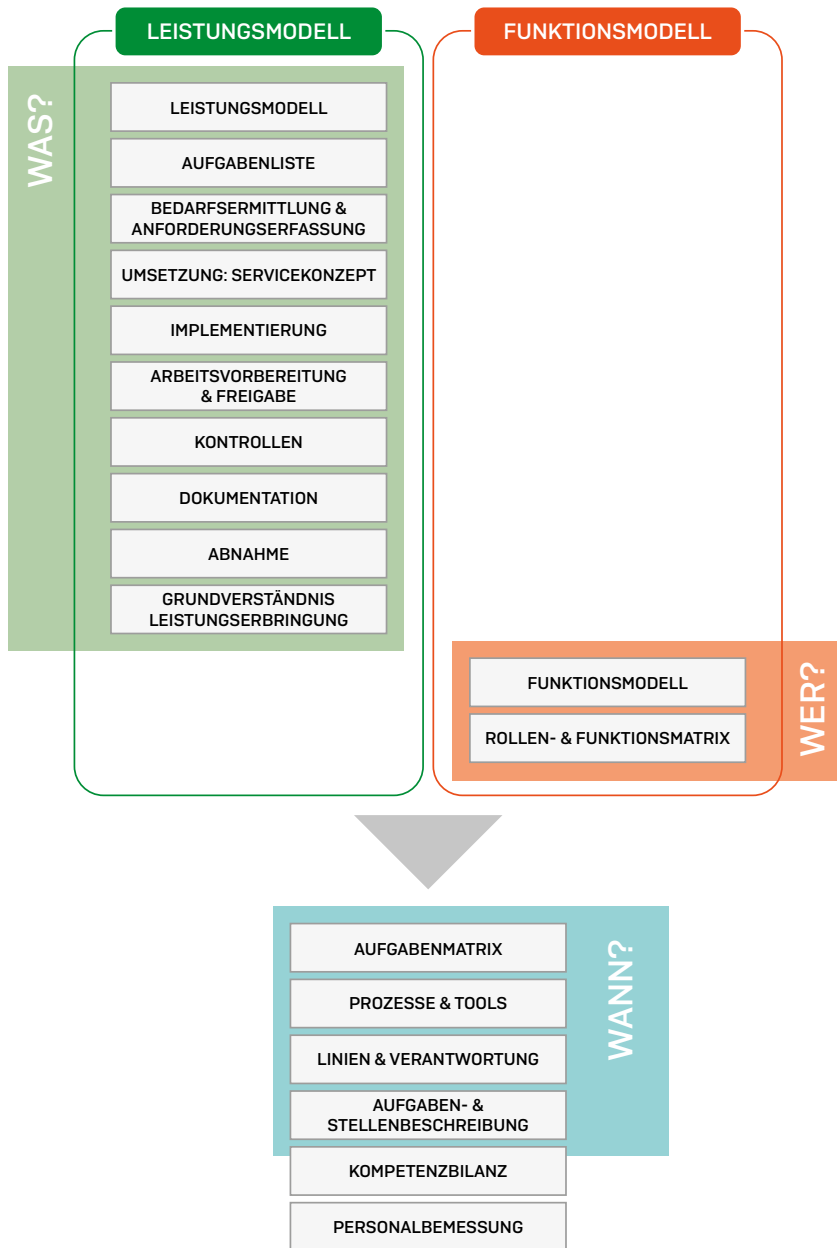 LEISTUNGSMODELL
FUNKTIONSMODELL
WAS?
LEISTUNGSMODELL
AUFGABENLISTE
BEDARFSERMITTLUNG &
ANFORDERUNGSERFASSUNG
UMSETZUNG: SERVICEKONZEPT
IMPLEMENTIERUNG
ARBEITSVORBEREITUNG
& FREIGABE
KONTROLLEN
DOKUMENTATION
ABNAHME
GRUNDVERSTÄNDNIS
LEISTUNGSERBRINGUNG
WER?
FUNKTIONSMODELL
ROLLEN- & FUNKTIONSMATRIX
WANN?
AUFGABENMATRIX
PROZESSE & TOOLS
LINIEN & VERANTWORTUNG
AUFGABEN- &
STELLENBESCHREIBUNG
KOMPETENZBILANZ
PERSONALBEMESSUNG